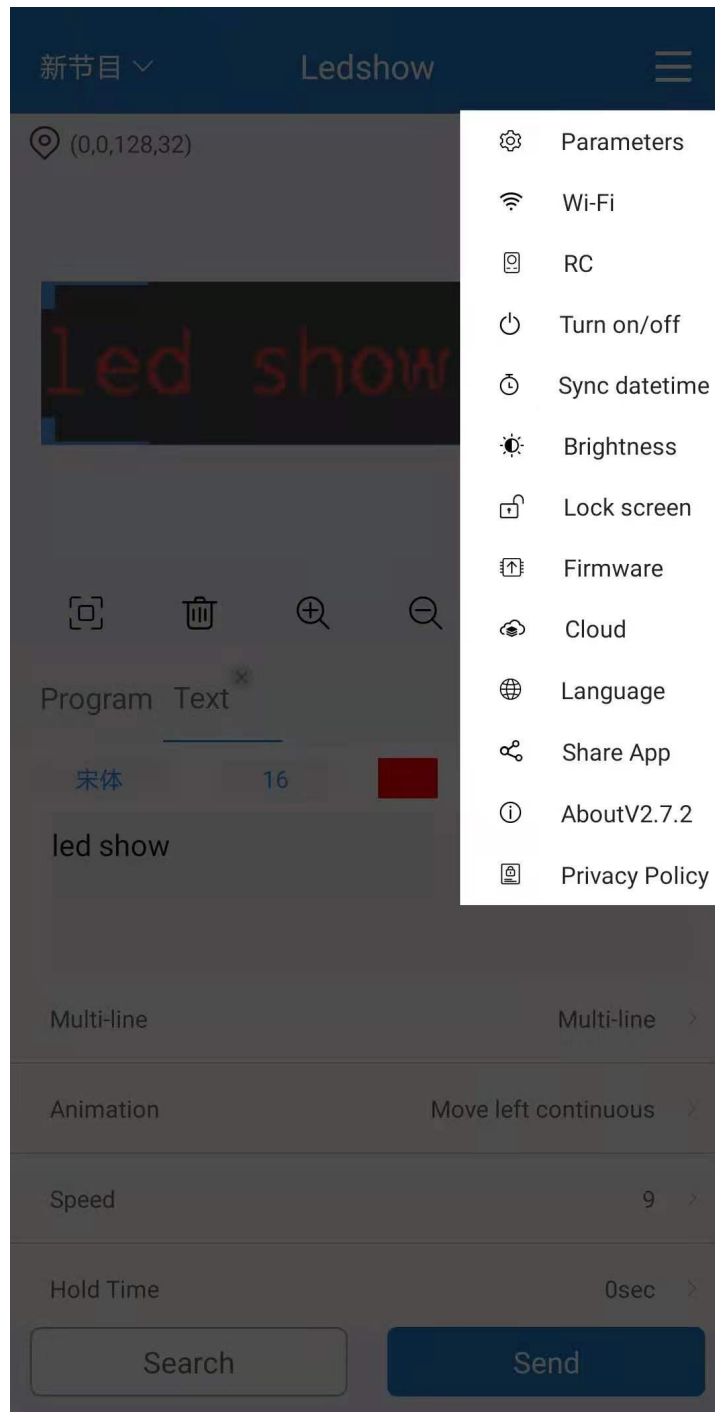 新节目 Ledshow
(0,0,128,32)
led show
Program Text
宋体 16
led show
Multi-line Multi-line
Animation Move left continuous
Speed 9
Hold Time 0sec
Search Send
Parameters
Wi-Fi
RC
Turn on/off
Sync datetime
Brightness
Lock screen
Firmware
Cloud
Language
Share App
AboutV2.7.2
Privacy Policy